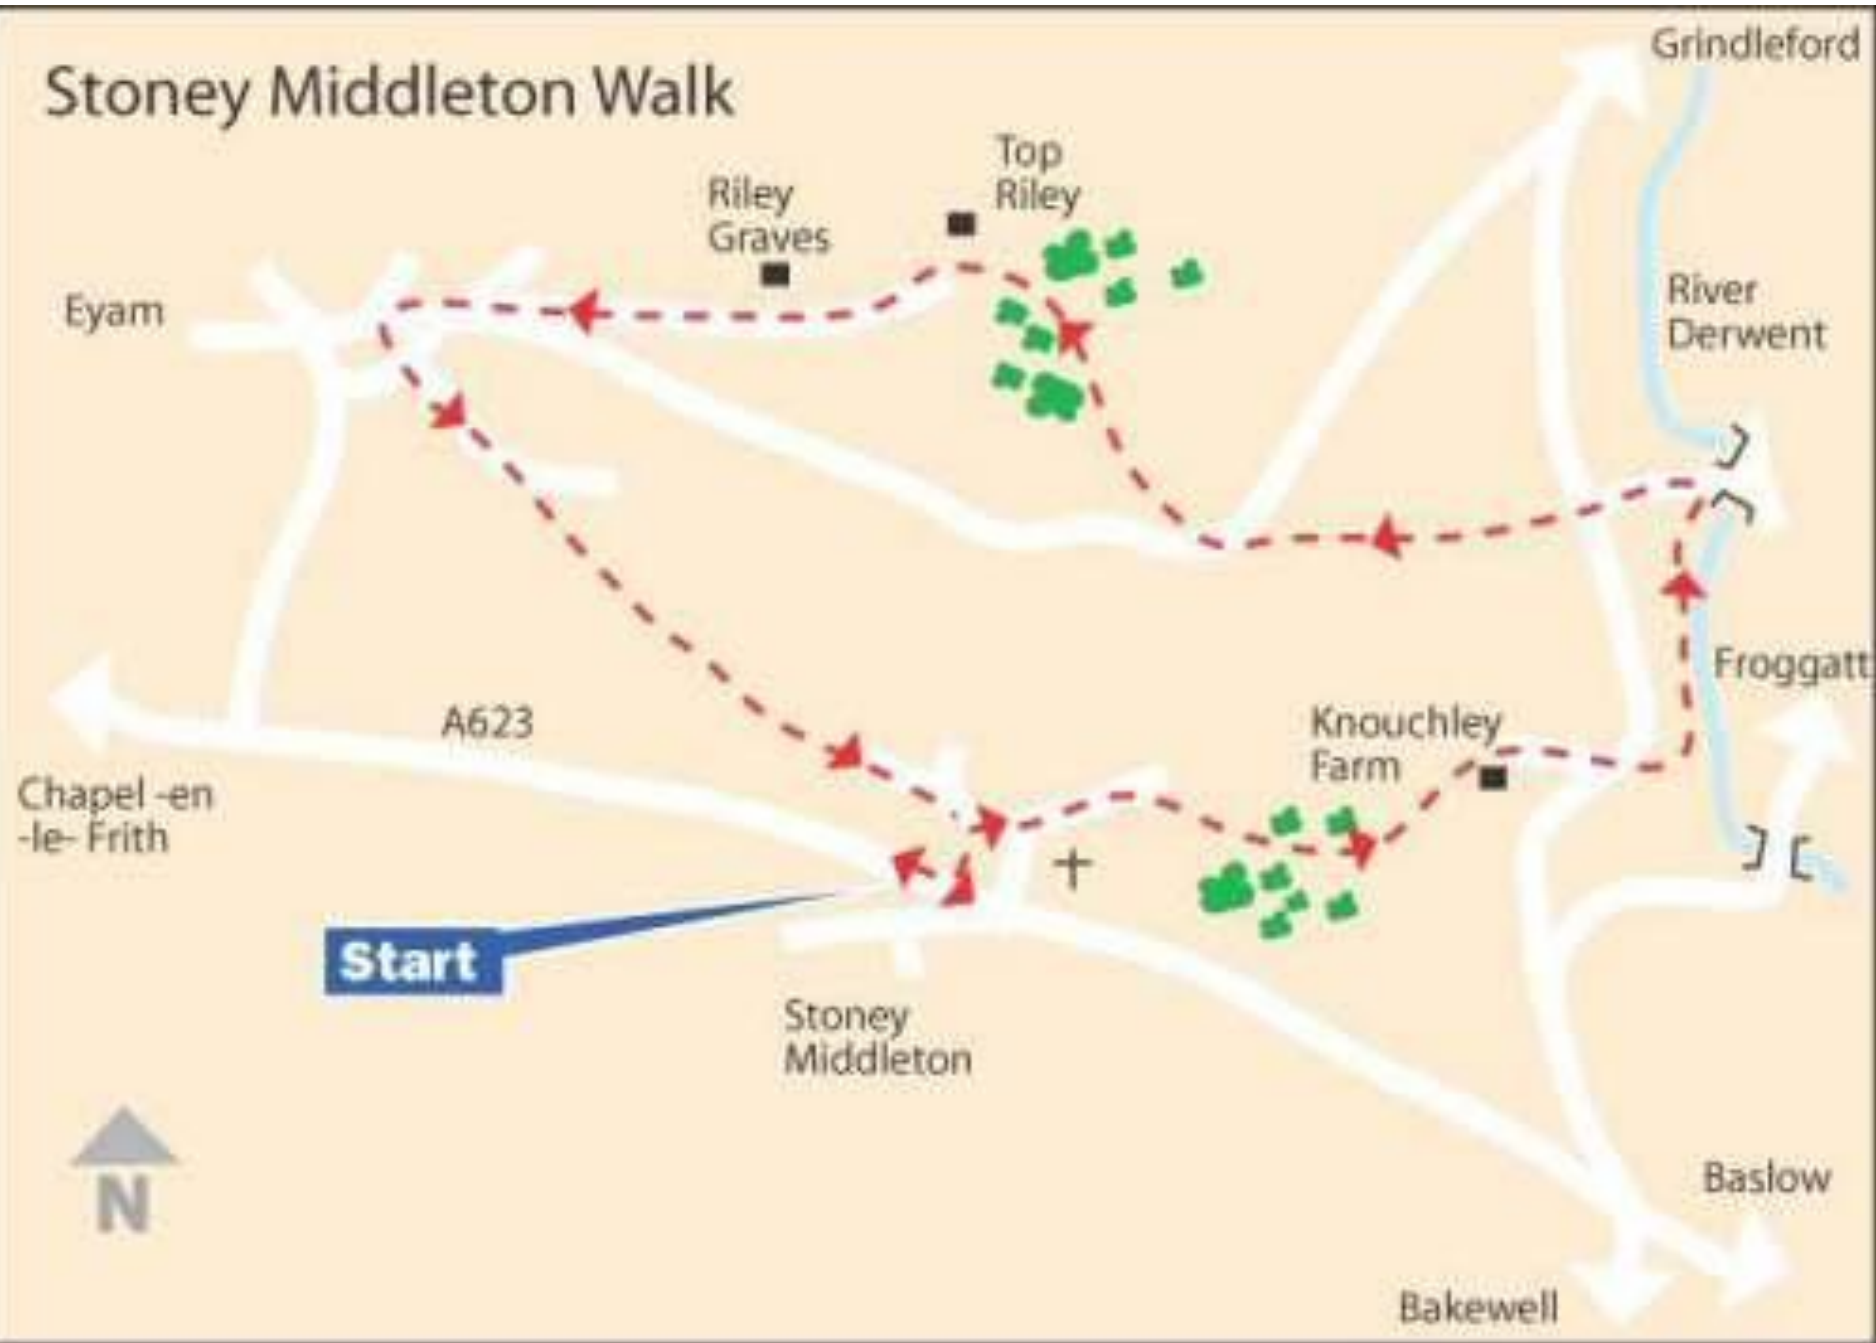 Stoney Middleton Walk
Grindleford
Top
Riley
Riley
Graves
Eyam
River
Derwent
Froggatt
A623
Knouchley
Farm
Chapel -en
-le- Frith
Start
Stoney
Middleton
N
Baslow
Bakewell